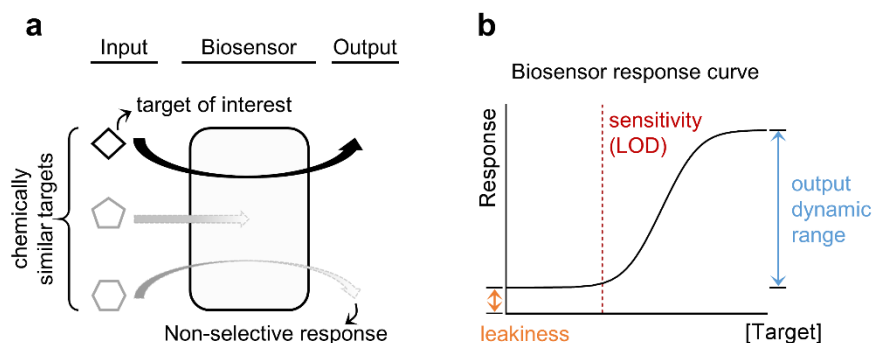 a
Input
Biosensor
Output
target of interest
chemically
similar targets
Non-selective response
b
Biosensor response curve
Response
sensitivity
(LOD)
output
dynamic
range
leakiness
[Target]